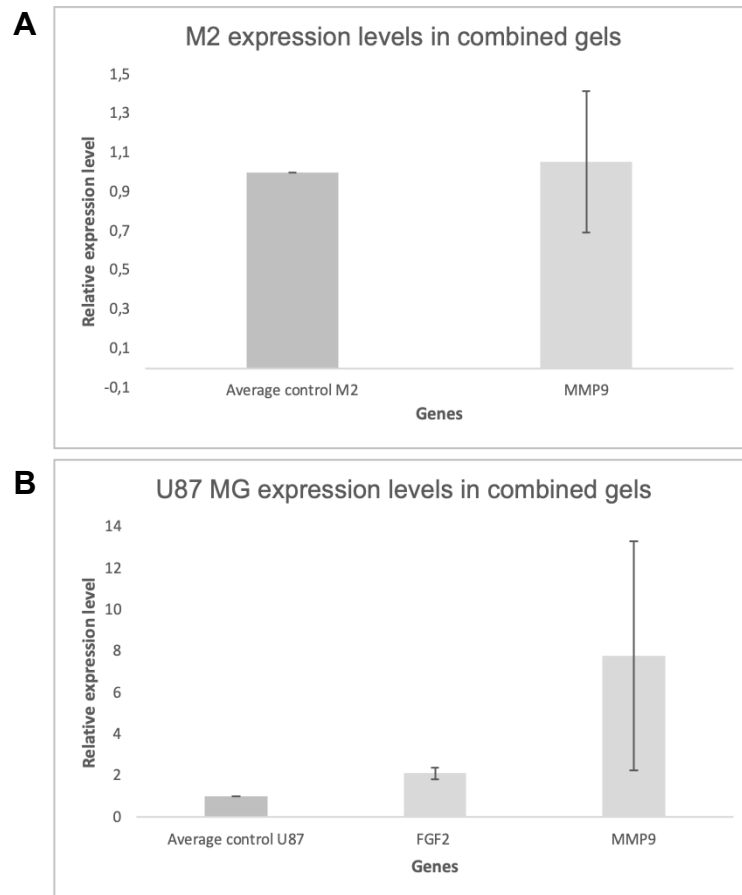 A
M2 expression levels in combined gels
Relative expression level
1,5
1,3
1,1
0,9
0,7
0,5
0,3
0,1
-0,1
Average control M2 MMP9
Genes
B
U87 MG expression levels in combined gels
Relative expression level
14
12
10
8
6
4
2
0
Average control U87 FGF2 MMP9
Genes